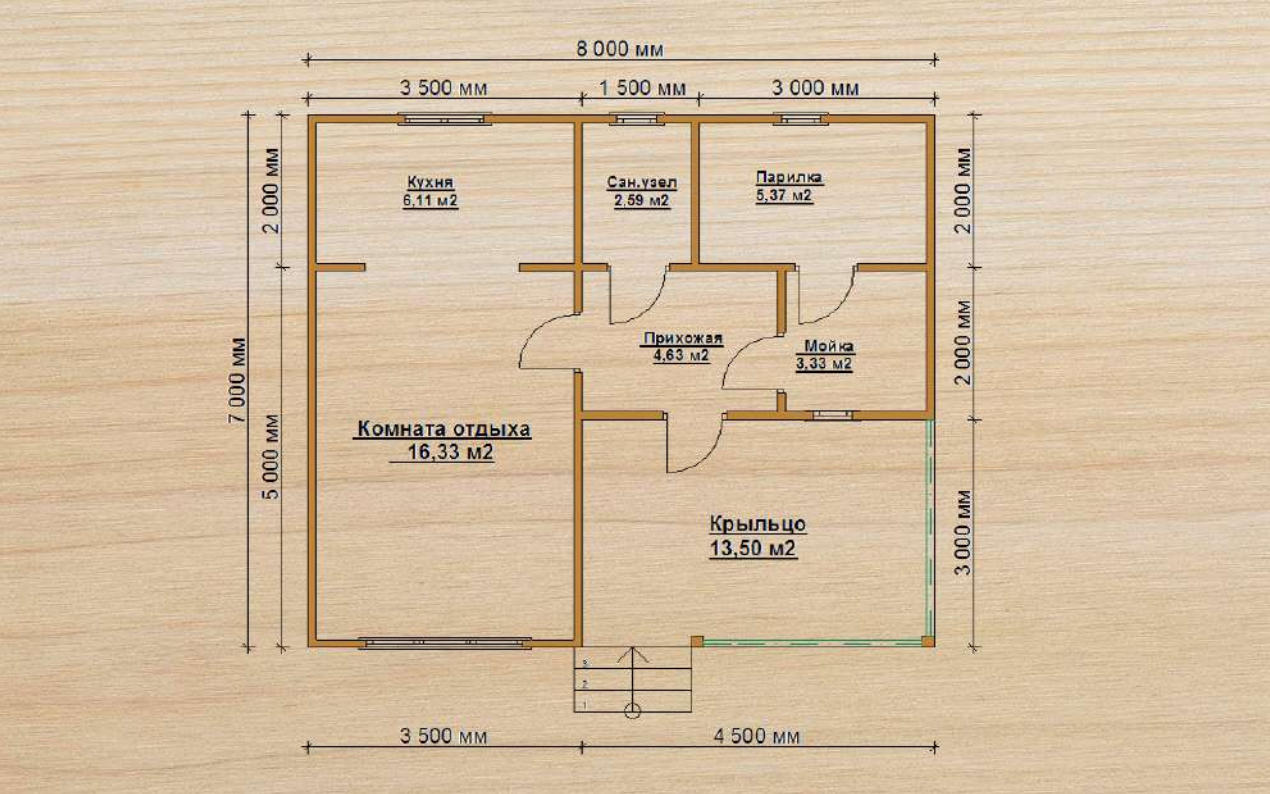 8 000 мм
3 500 мм
1 500 мм
3 000 мм
Кухня
6,11 м2
Сан.узел
2,59 м2
Парилка
5,37 м2
2 000 мм
2 000 мм
Прихожая
4,63 м2
Мойка
3,33 м2
2 000 мм
7 000 мм
5 000 мм
Комната отдыха
16,33 м2
Крыльцо
13,50 м2
3 000 мм
3
2
1
3 500 мм
4 500 мм